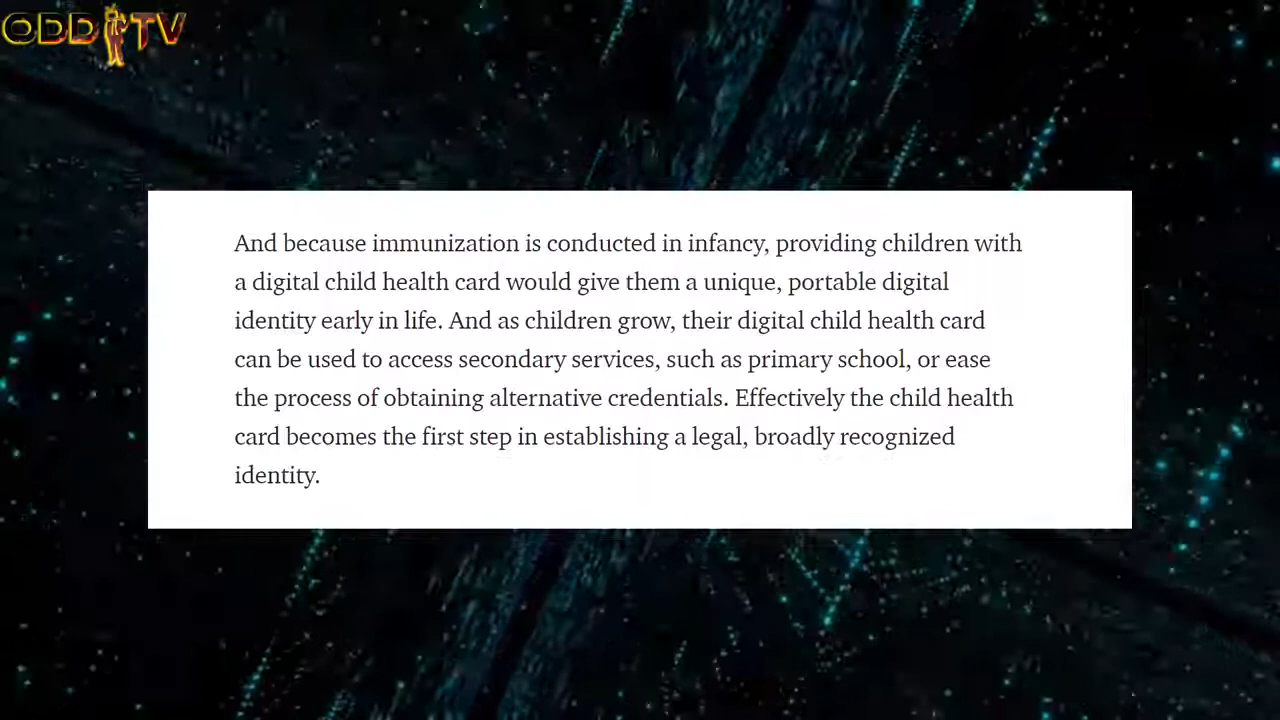 ODD TV
And because immunization is conducted in infancy, providing children with
a digital child health card would give them a unique, portable digital
identity early in life. And as children grow, their digital child health card
can be used to access secondary services, such as primary school, or ease
the process of obtaining alternative credentials. Effectively the child health
card becomes the first step in establishing a legal, broadly recognized
identity.